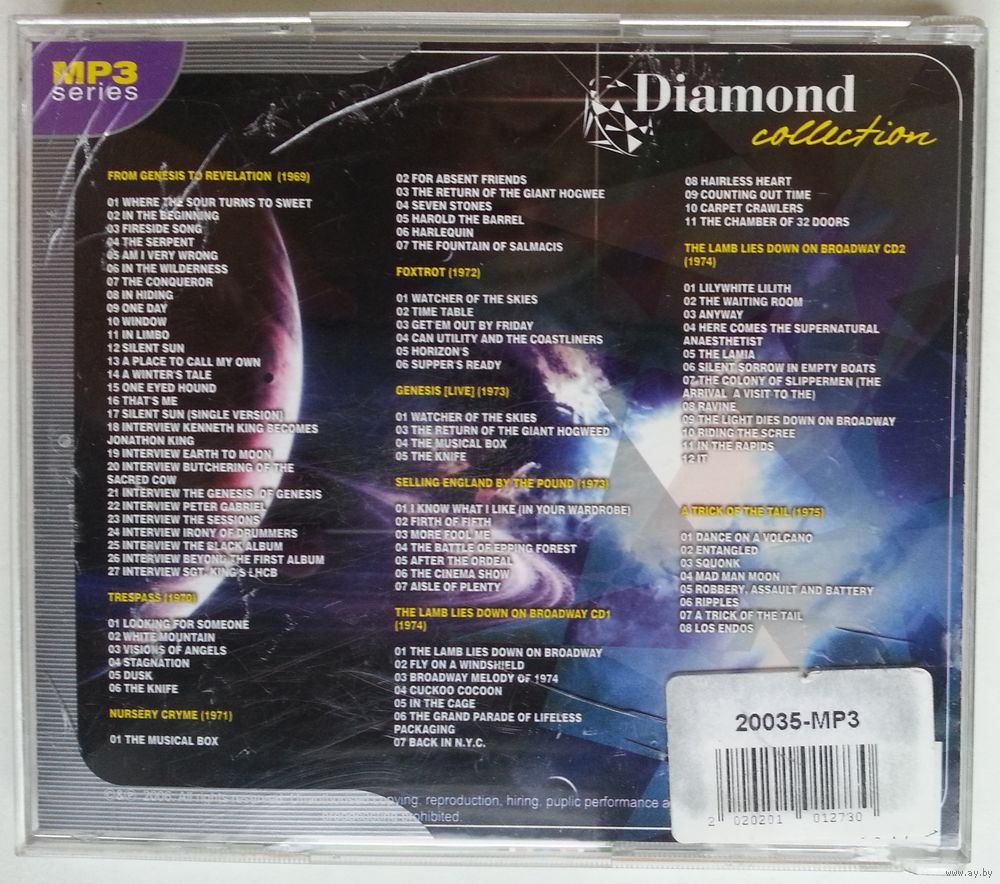 MP3
series
Diamond
collection
FROM GENESIS TO REVELATION (1969)
01 WHERE THE SOUR TURNS TO SWEET
02 IN THE BEGINNING
03 FIRESIDE SONG
04 THE SERPENT
05 AM I VERY WRONG
06 IN THE WILDERNESS
07 THE CONQUEROR
08 IN HIDING
09 ONE DAY
10 WINDOW
11 IN LIMBO
12 SILENT SUN
13 A PLACE TO CALL MY OWN
14 A WINTER'S TALE
15 ONE EYED HOUND
16 THAT'S ME
17 SILENT SUN (SINGLE VERSION)
18 INTERVIEW KENNETH KING BECOMES
JONATHON KING
19 INTERVIEW EARTH TO MOON
20 INTERVIEW BUTCHERING OF THE
SACRED COW
21 INTERVIEW THE GENESIS OF GENESIS
22 INTERVIEW PETER GABRIEL
23 INTERVIEW THE SESSIONS
24 INTERVIEW IRONY OF DRUMMERS
25 INTERVIEW THE BLACK ALBUM
26 INTERVIEW BEYOND THE FIRST ALBUM
27 INTERVIEW SGT. KING'S LHCB
TRESPASS (1970)
01 LOOKING FOR SOMEONE
02 WHITE MOUNTAIN
03 VISIONS OF ANGELS
04 STAGNATION
05 DUSK
06 THE KNIFE
NURSERY CRYME (1971)
01 THE MUSICAL BOX
02 FOR ABSENT FRIENDS
03 THE RETURN OF THE GIANT HOGWEE
04 SEVEN STONES
05 HAROLD THE BARREL
06 HARLEQUIN
07 THE FOUNTAIN OF SALMACIS
FOXTROT (1972)
01 WATCHER OF THE SKIES
02 TIME TABLE
03 GET EM OUT BY FRIDAY
04 CAN UTILITY AND THE COASTLINERS
05 HORIZON'S
06 SUPPER'S READY
GENESIS [LIVE] (1973)
01 WATCHER OF THE SKIES
03 THE RETURN OF THE GIANT HOGWEED
04 THE MUSICAL BOX
05 THE KNIFE
SELLING ENGLAND BY THE POUND (1973)
01 I KNOW WHAT I LIKE [IN YOUR WARDROBE]
02 FIRTH OF FIFTH
03 MORE FOOL ME
04 THE BATTLE OF EPPING FOREST
05 AFTER THE ORDEAL
06 THE CINEMA SHOW
07 AISLE OF PLENTY
THE LAMB LIES DOWN ON BROADWAY CD1
(1974)
01 THE LAMB LIES DOWN ON BROADWAY
02 FLY ON A WINDSHIELD
03 BROADWAY MELODY OF 1974
04 CUCKOO COCOON
05 IN THE CAGE
06 THE GRAND PARADE OF LIFELESS
PACKAGING
07 BACK IN N.Y.C.
08 HAIRLESS HEART
09 COUNTING OUT TIME
10 CARPET CRAWLERS
11 THE CHAMBER OF 32 DOORS
THE LAMB LIES DOWN ON BROADWAY CD2
(1974)
01 LILYWHITE LILITH
02 THE WAITING ROOM
03 ANYWAY
04 HERE COMES THE SUPERNATURAL
ANAESTHETIST
05 THE LAMIA
06 SILENT SORROW IN EMPTY BOATS
07 THE COLONY OF SLIPPERMEN (THE
ARRIVAL A VISIT TO THE)
08 RAVINE
09 THE LIGHT DIES DOWN ON BROADWAY
10 RIDING THE SCREE
11 IN THE RAPIDS
12 IT
A TRICK OF THE TAIL (1975)
01 DANCE ON A VOLCANO
02 ENTANGLED
03 SQUONK
04 MAD MAN MOON
05 ROBBERY, ASSAULT AND BATTERY
06 RIPPLES
07 A TRICK OF THE TAIL
08 LOS ENDOS
20035-MP3
2 020201 012730
All rights reserved. copying, reproduction, hiring, public performance a
broadcasting prohibited.
www.ay.by